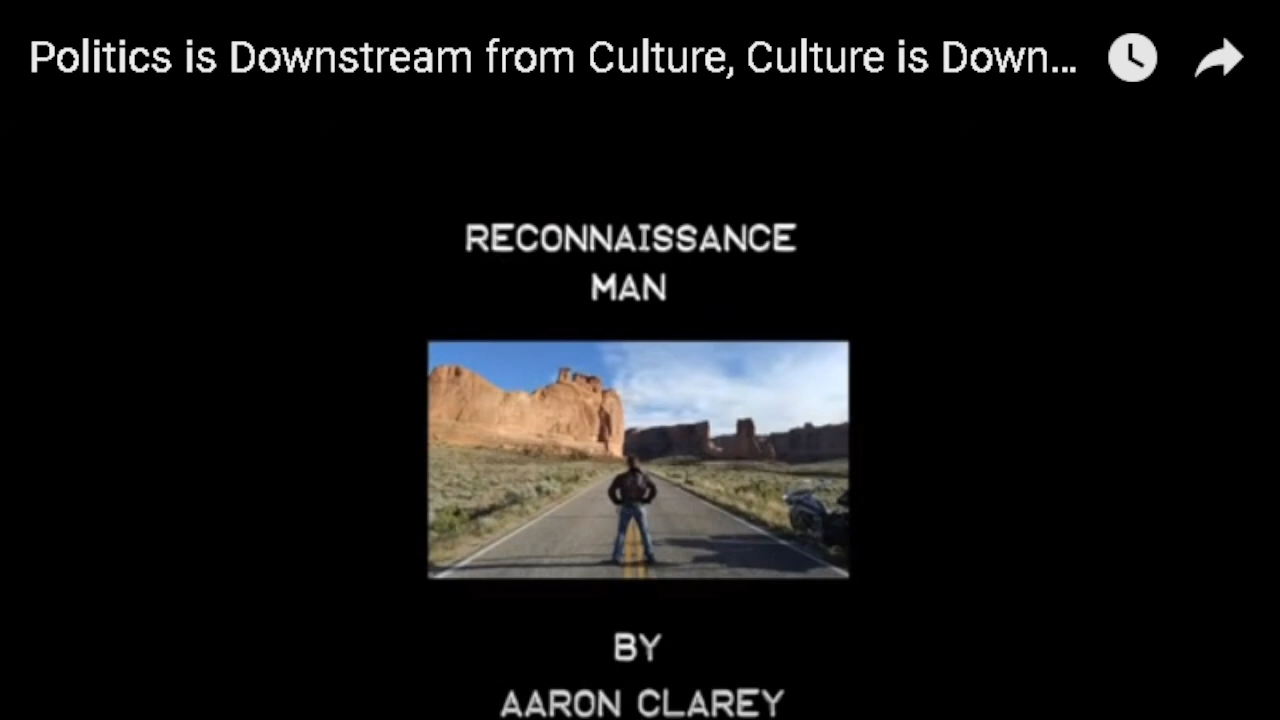 Politics is Downstream from Culture, Culture is Down...
RECONNAISSANCE
MAN
BY
AARON CLAREY